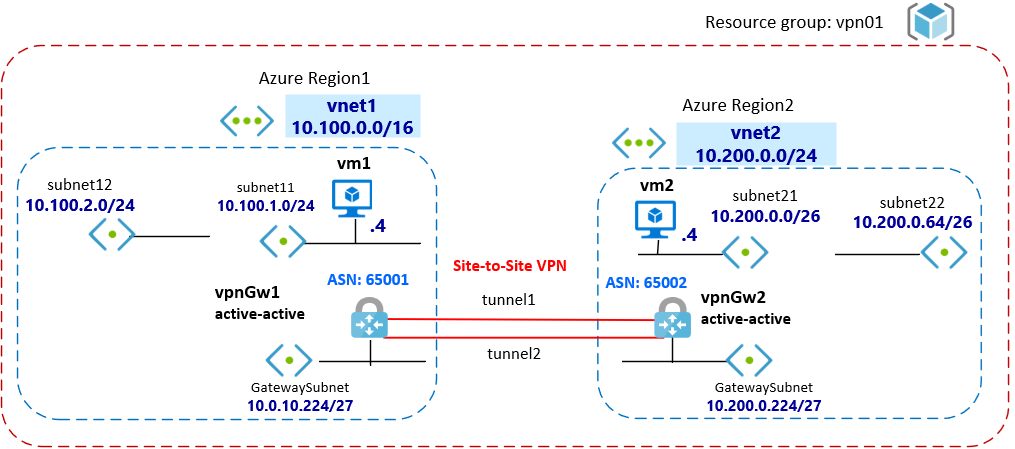 Resource group: vpn01
Azure Region1
vnet1
10.100.0.0/16
Azure Region2
vnet2
10.200.0.0/24
subnet12
10.100.2.0/24
subnet11
10.100.1.0/24
vm1
.4
vm2
.4
subnet21
10.200.0.0/26
subnet22
10.200.0.64/26
Site-to-Site VPN
ASN: 65001
ASN: 65002
vpnGw1
active-active
tunnel1
tunnel2
vpnGw2
active-active
GatewaySubnet
10.0.10.224/27
GatewaySubnet
10.200.0.224/27